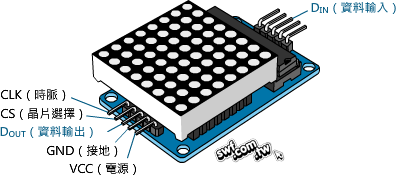 DIN（資料輸入）
CLK（時脈）
CS（晶片選擇）
DOUT（資料輸出）
GND（接地）
VCC（電源）
swf.com
.tw